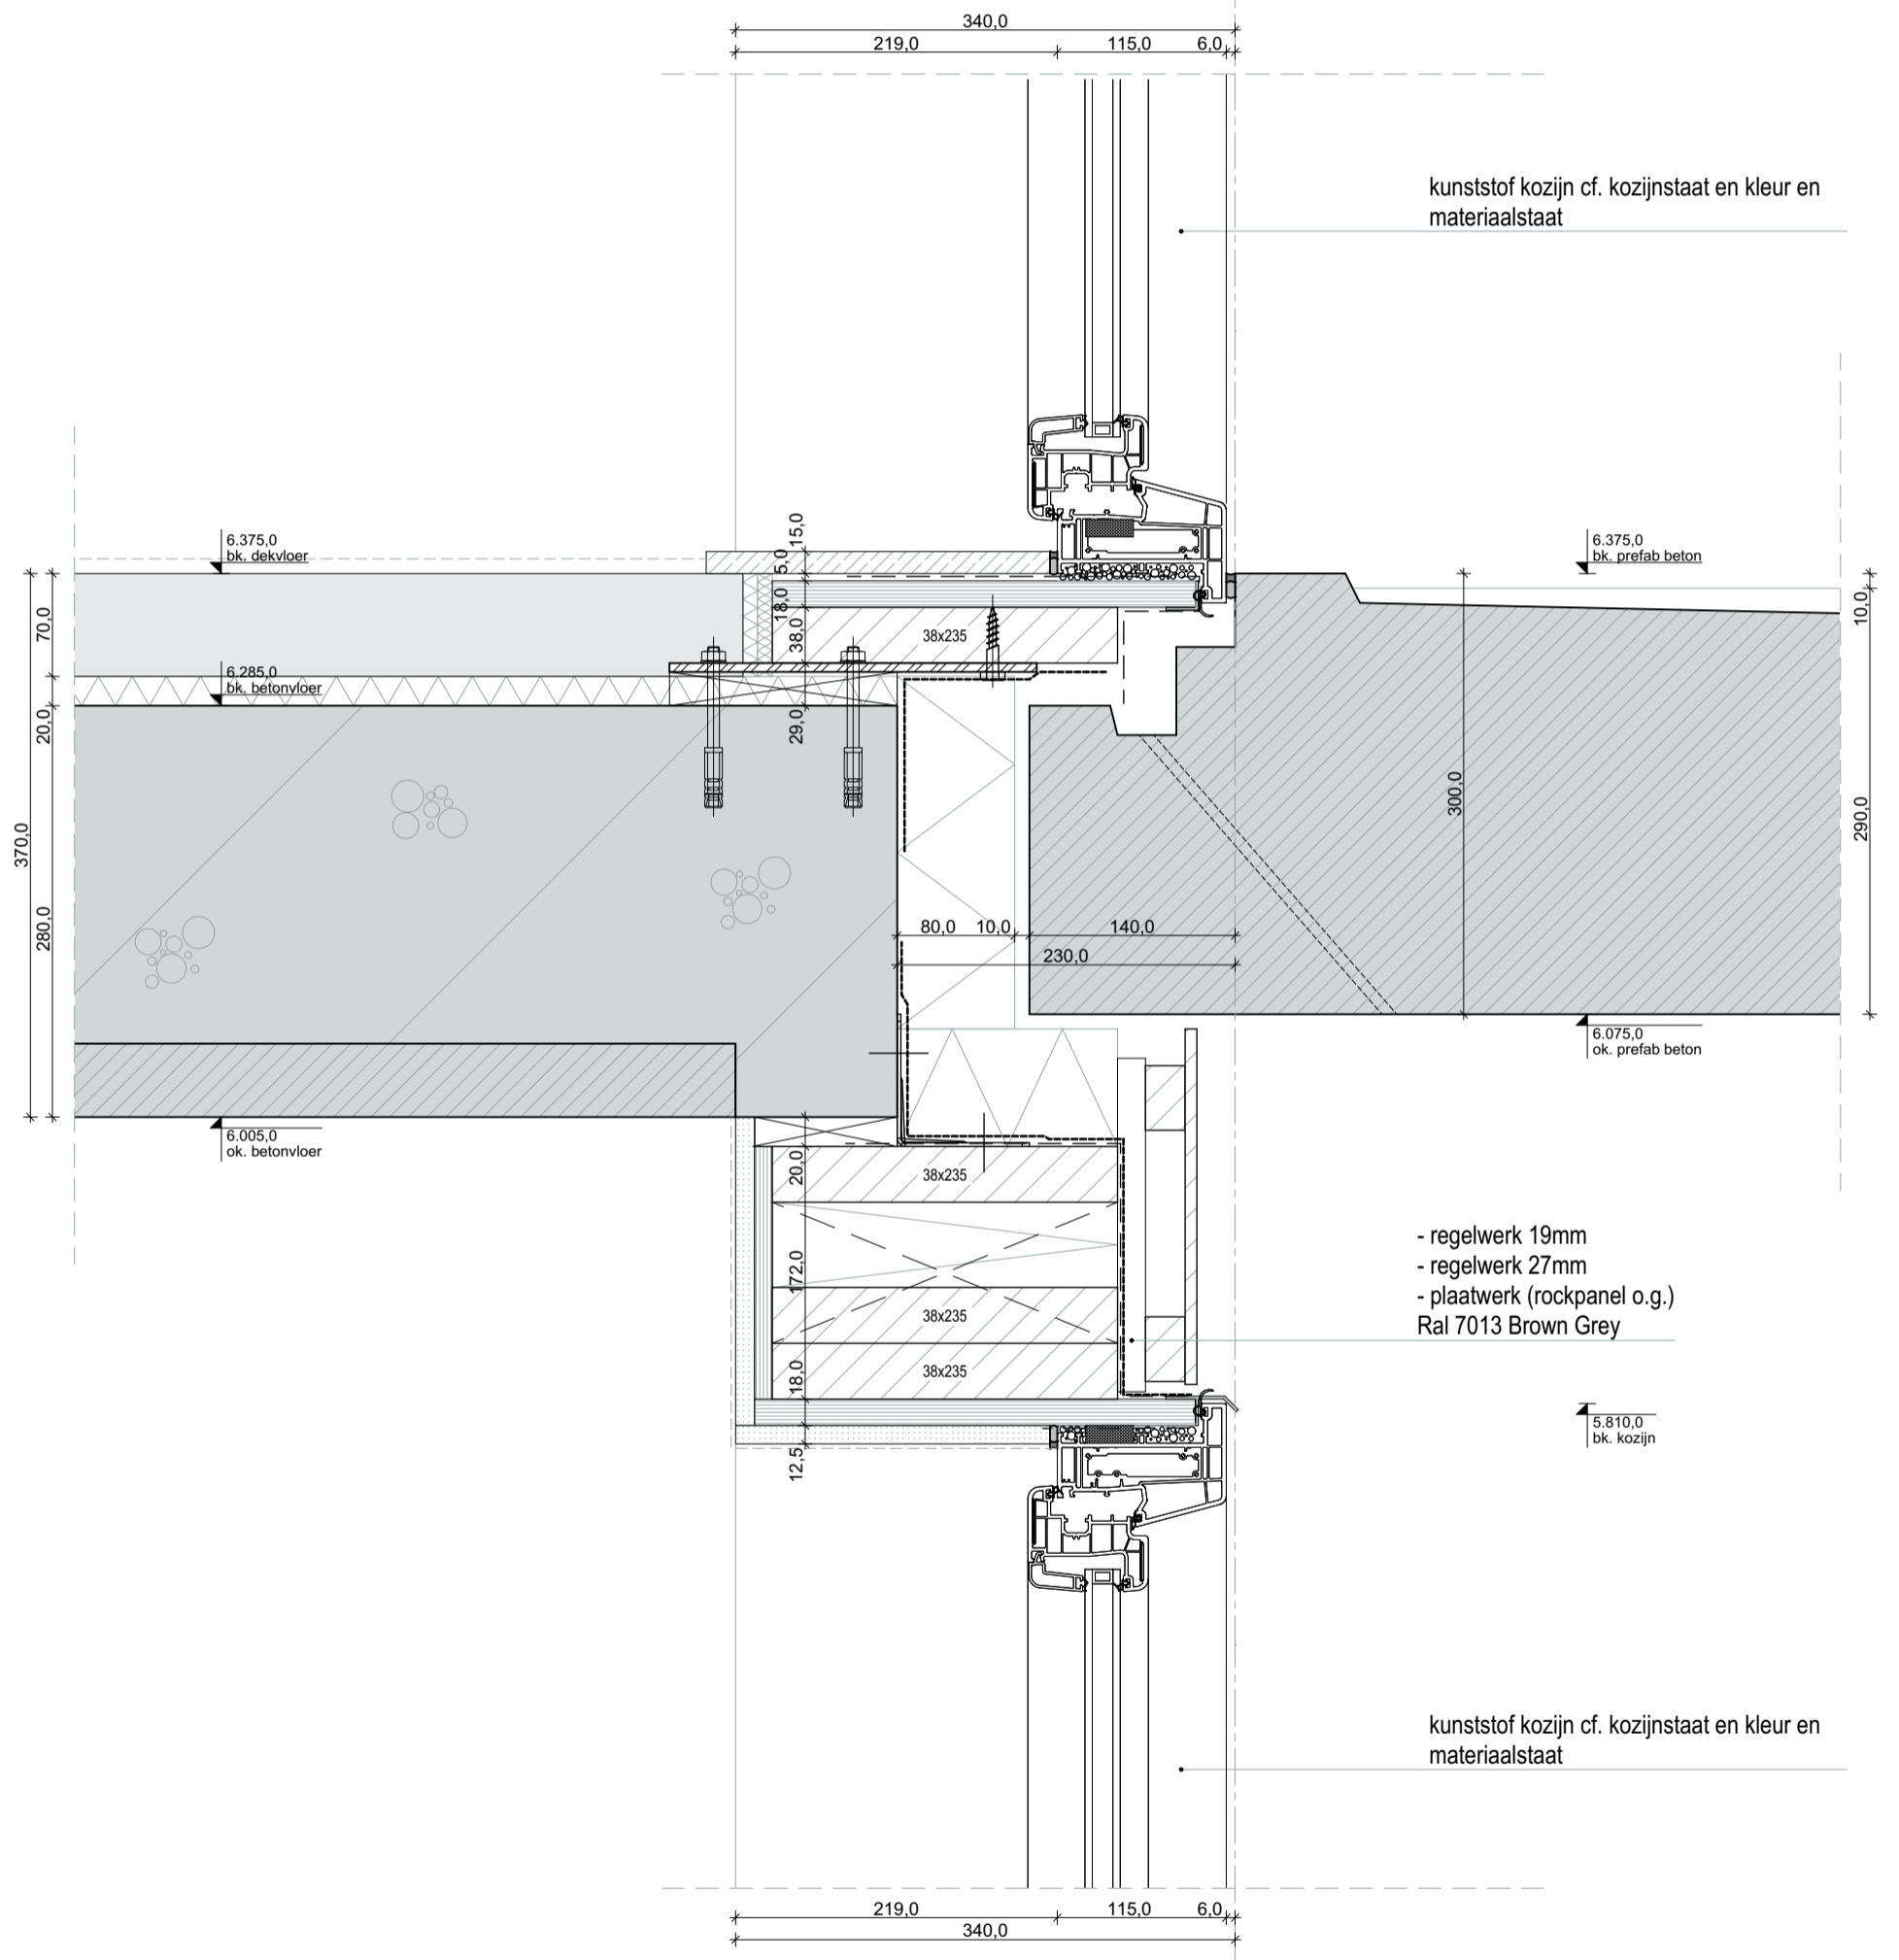 340,0
219,0 115,0 6,0
kunststof kozijn cf. kozijnstaat en kleur en
materiaalstaat
6.375,0
bk. dekvloer
6.375,0
bk. prefab beton
15,0
5,0
18,0
38,0
29,0
38x235
70,0
20,0
280,0
370,0
6.285,0
bk. betonvloer
10,0
290,0
300,0
80,0 10,0 140,0
230,0
6.075,0
ok. prefab beton
6.005,0
ok. betonvloer
20,0
172,0
18,0
12,5
38x235
38x235
38x235
- regelwerk 19mm
- regelwerk 27mm
- plaatwerk (rockpanel o.g.)
Ral 7013 Brown Grey
5.810,0
bk. kozijn
kunststof kozijn cf. kozijnstaat en kleur en
materiaalstaat
219,0 115,0 6,0
340,0